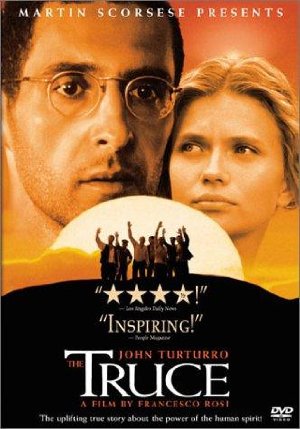 MARTIN SCORSESE PRESENTS
"★★★★!"
— Los Angeles Daily News
"INSPIRING!"
— People Magazine
JOHN TURTURRO
THE TRUCE
A FILM BY FRANCESCO ROSI
DVD
VIDEO
The uplifting true story about the power of the human spirit!